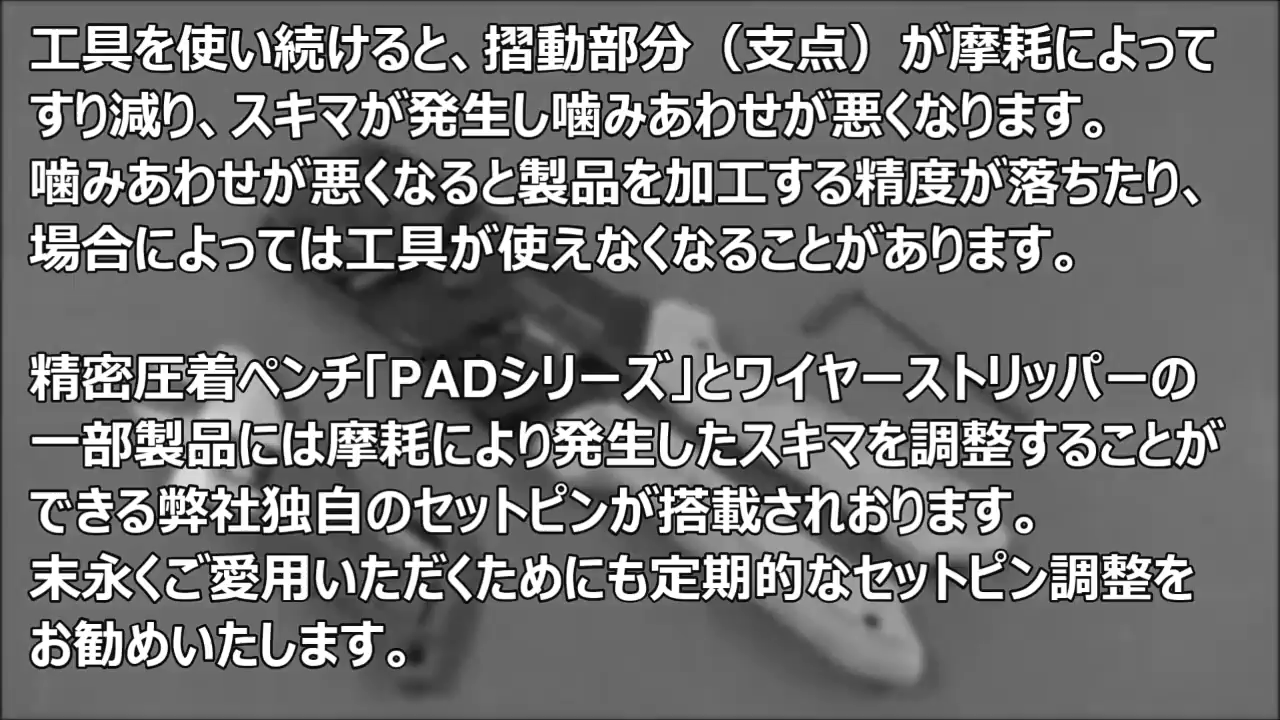 工具を使い続けると、摺動部分（支点）が摩耗によって
すり減り、スキマが発生し噛みあわせが悪くなります。
噛みあわせが悪くなると製品を加工する精度が落ちたり、
場合によっては工具が使えなくなることがあります。
精密圧着ペンチ「PADシリーズ」とワイヤーストリッパーの
一部製品には摩耗により発生したスキマを調整することが
できる弊社独自のセットピンが搭載されおります。
末永くご愛用いただくためにも定期的なセットピン調整を
お勧めいたします。